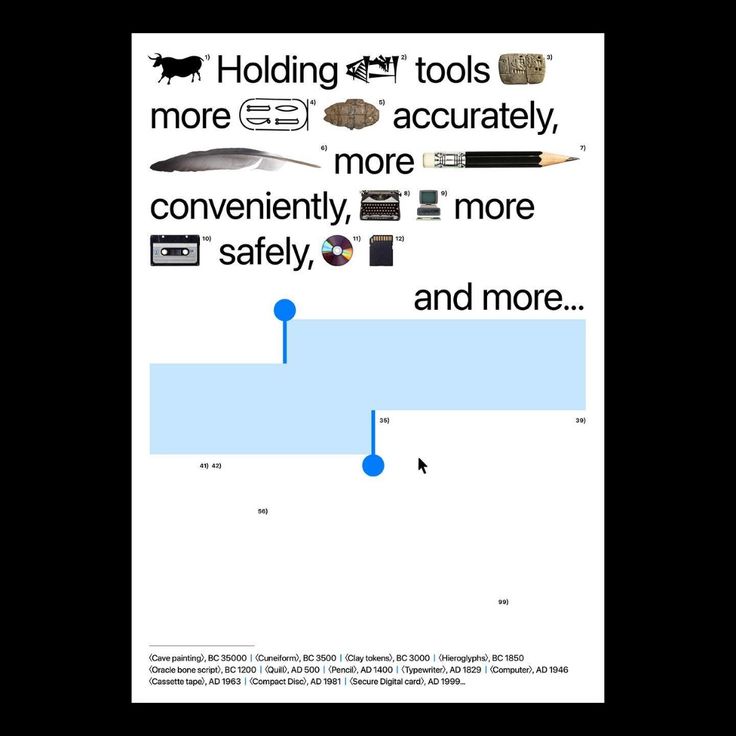 1) Holding 2) tools 3)
more 4) 5) accurately,
6) more 7)
conveniently, 8) 9) more
10) safely, 11) 12)
and more...
35) 39)
41) 42)
56)
99)
⟨Cave painting⟩, BC 35000 | ⟨Cuneiform⟩, BC 3500 | ⟨Clay tokens⟩, BC 3000 | ⟨Hieroglyphs⟩, BC 1850
⟨Oracle bone script⟩, BC 1200 | ⟨Quill⟩, AD 500 | ⟨Pencil⟩, AD 1400 | ⟨Typewriter⟩, AD 1829 | ⟨Computer⟩, AD 1946
⟨Cassette tape⟩, AD 1963 | ⟨Compact Disc⟩, AD 1981 | ⟨Secure Digital card⟩, AD 1999...